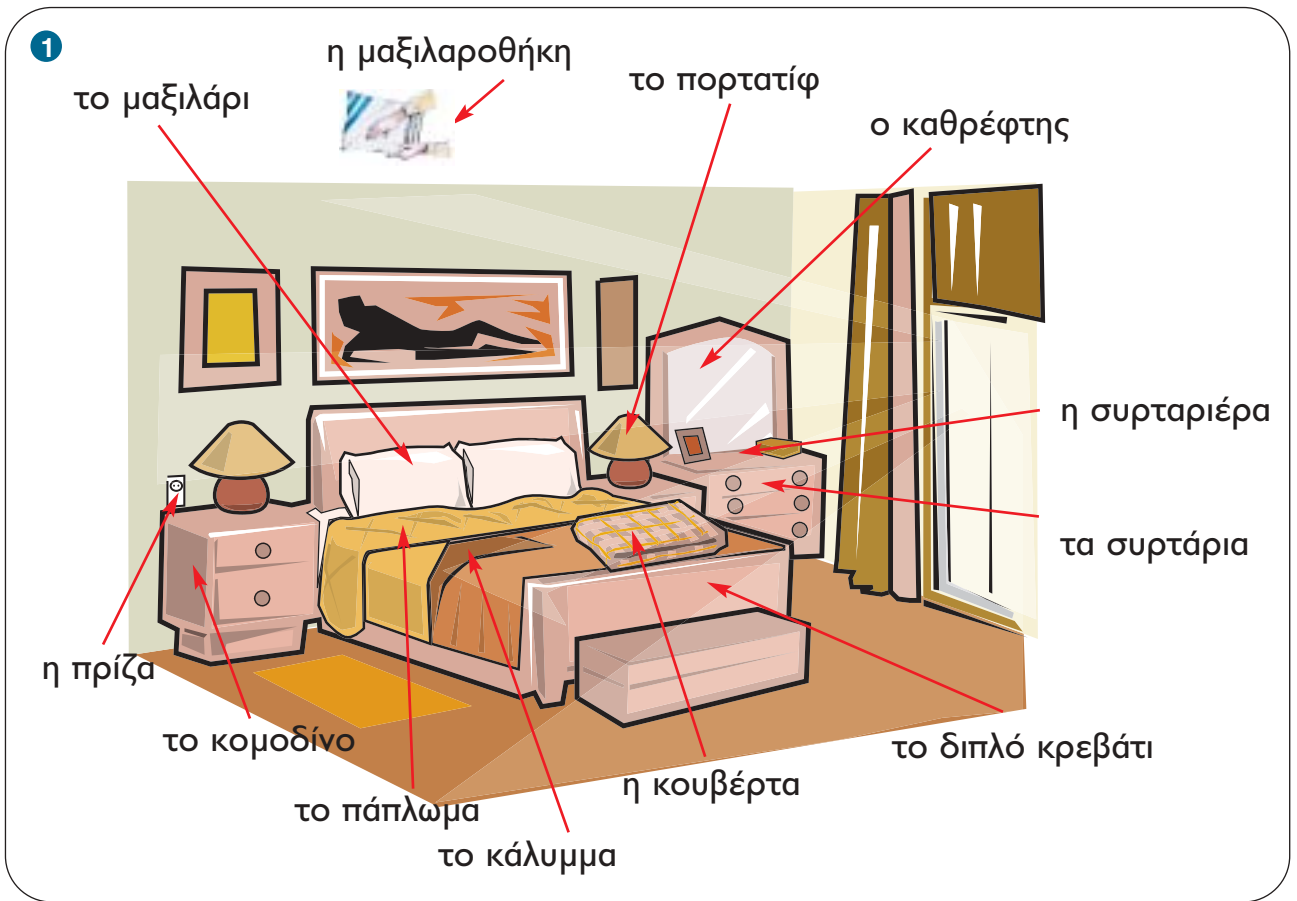 1
η μαξιλαροθήκη
το πορτατίφ
το μαξιλάρι
ο καθρέφτης
η συρταριέρα
τα συρτάρια
η πρίζα
το κομοδίνο
το διπλό κρεβάτι
η κουβέρτα
το πάπλωμα
το κάλυμμα